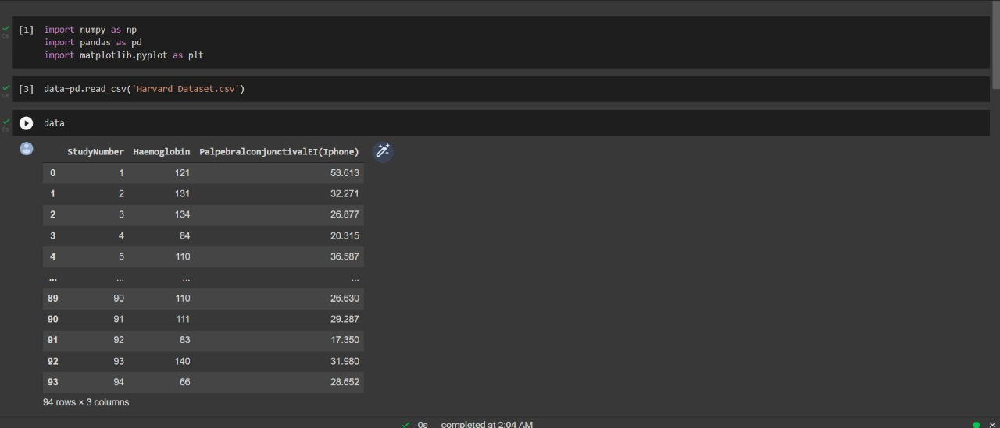 [1] import numpy as np
import pandas as pd
import matplotlib.pyplot as plt
0s
[3] data=pd.read_csv('Harvard Dataset.csv')
0s
data
0s
StudyNumber Haemoglobin PalpebralconjunctivalEI(Iphone)
0 1 121 53.613
1 2 131 32.271
2 3 134 26.877
3 4 84 20.315
4 5 110 36.587
... ... ... ...
89 90 110 26.630
90 91 111 29.287
91 92 83 17.350
92 93 140 31.980
93 94 66 28.652
94 rows × 3 columns
0s completed at 2:04 AM